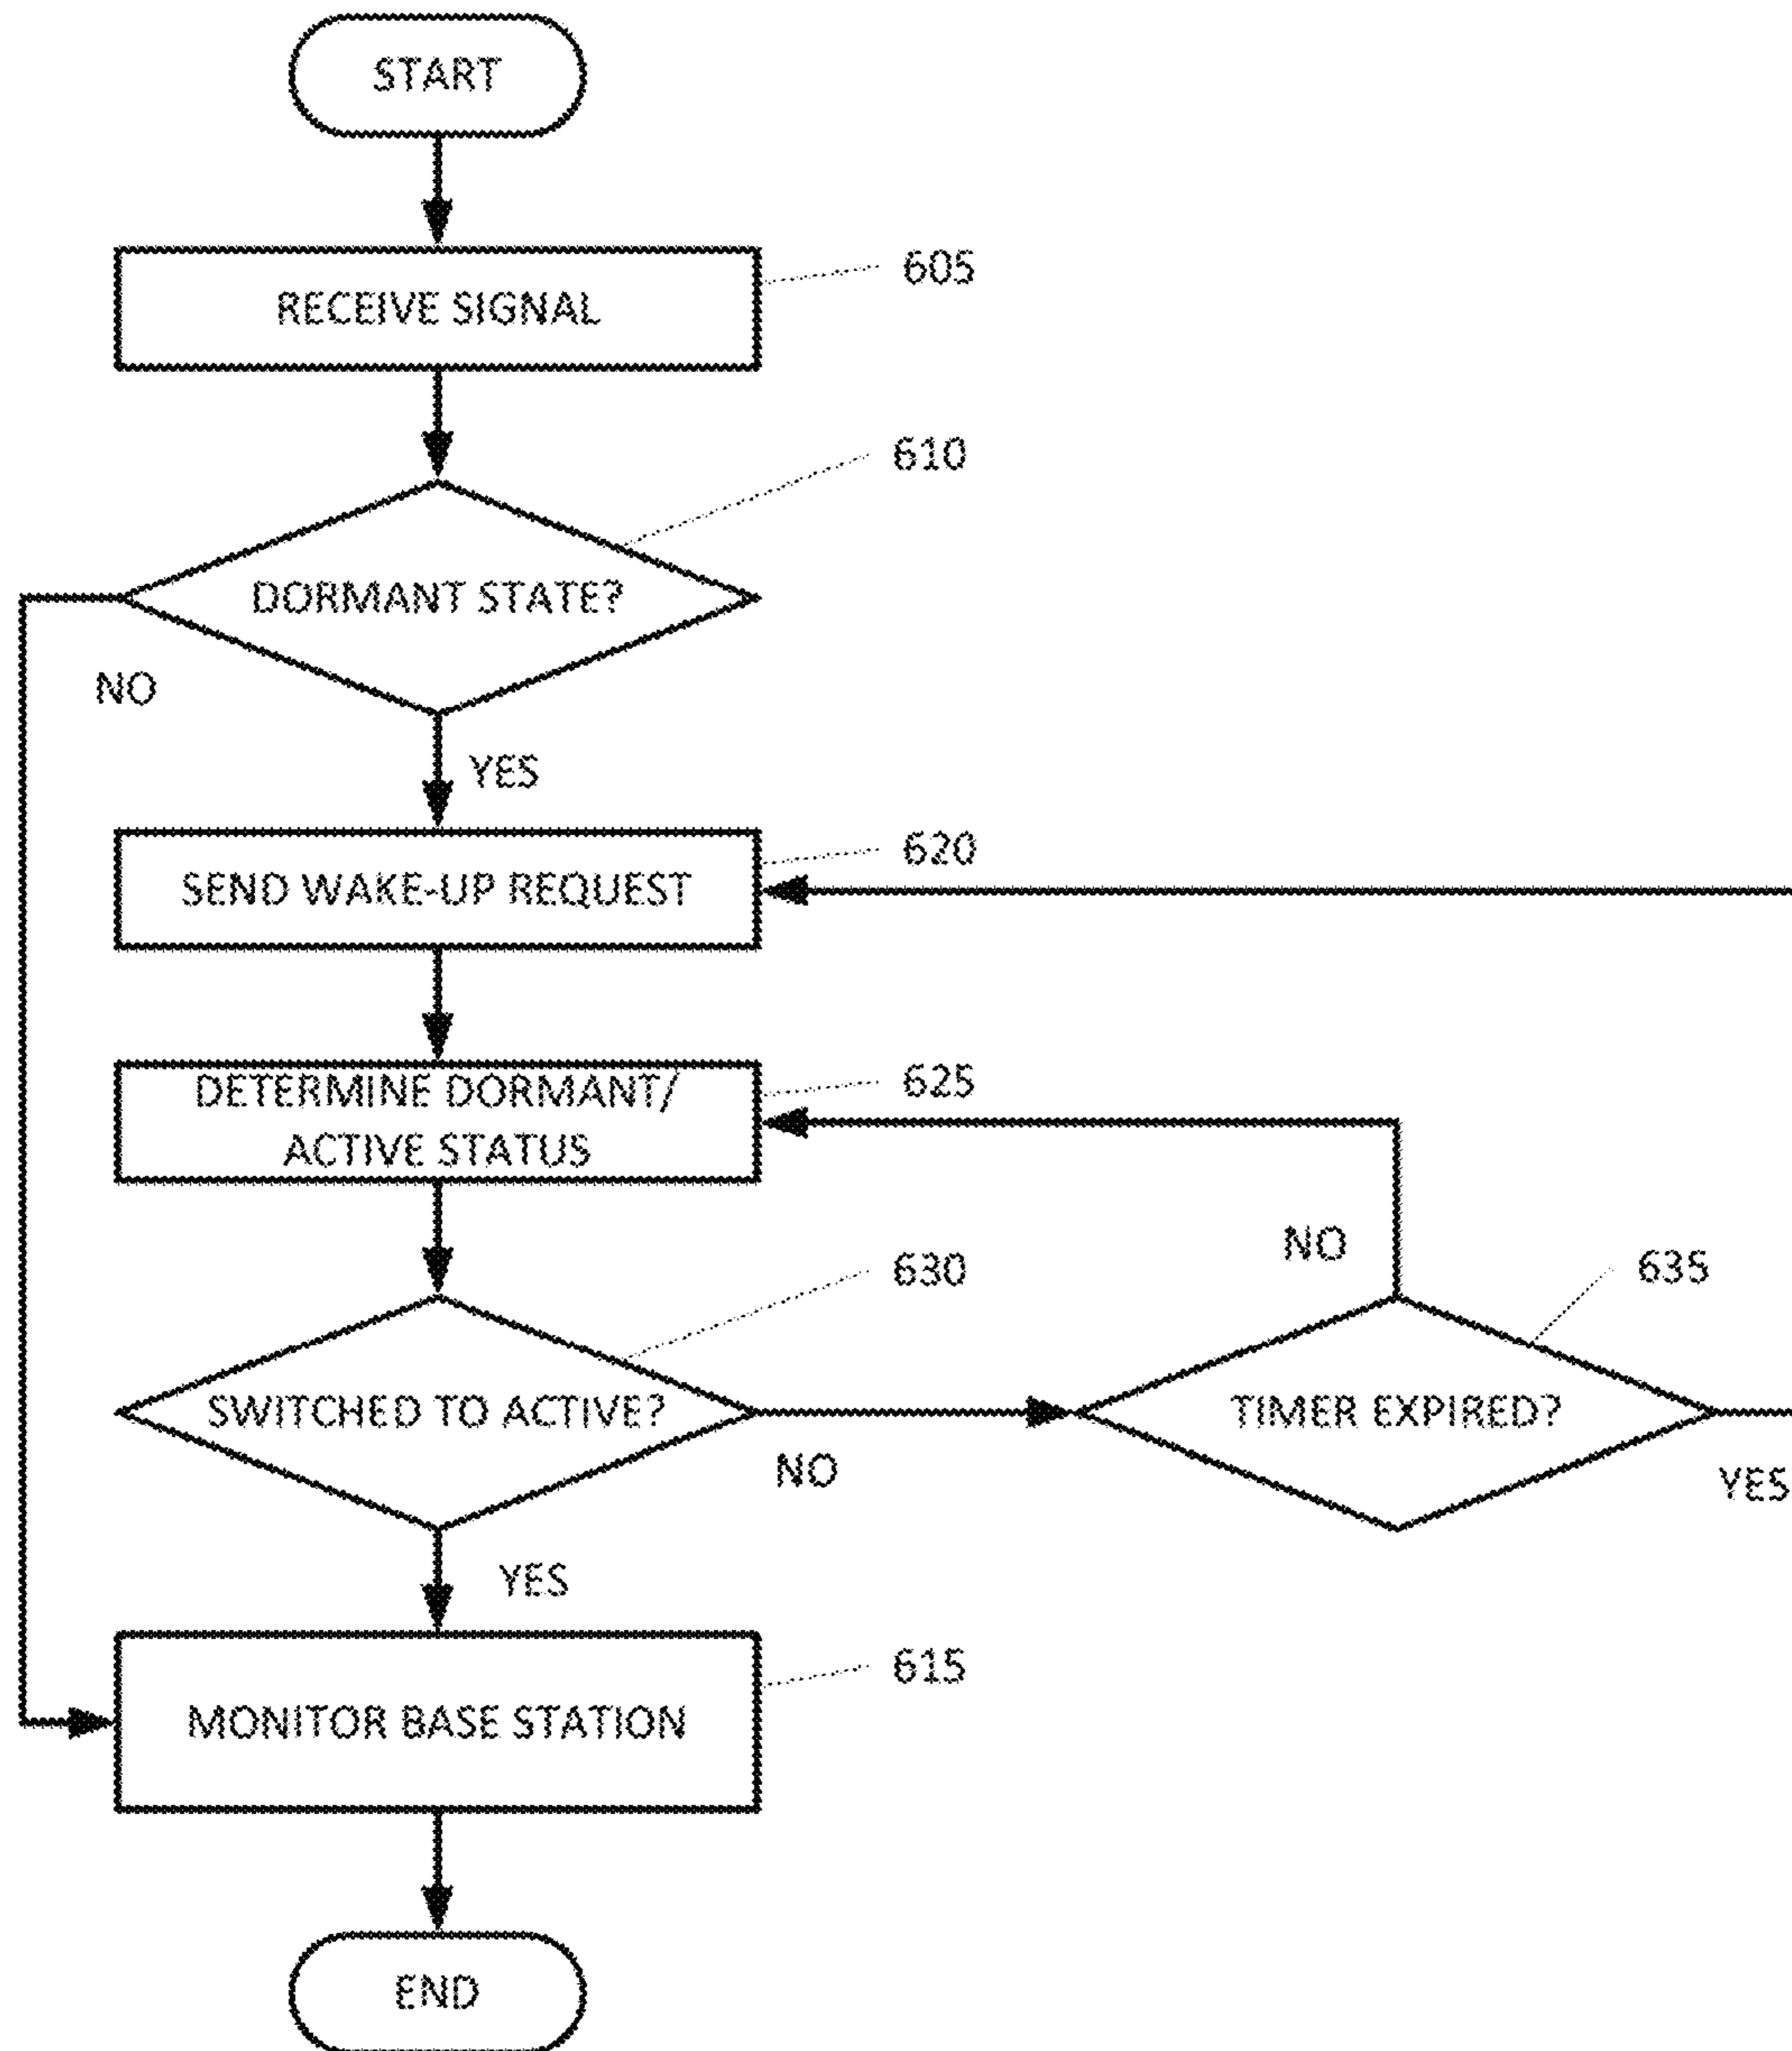 START
RECEIVE SIGNAL
605
610
DORMANT STATE?
NO
YES
SEND WAKE-UP REQUEST
620
DETERMINE DORMANT/
ACTIVE STATUS
625
NO
630
635
SWITCHED TO ACTIVE?
TIMER EXPIRED?
NO
YES
YES
615
MONITOR BASE STATION
END